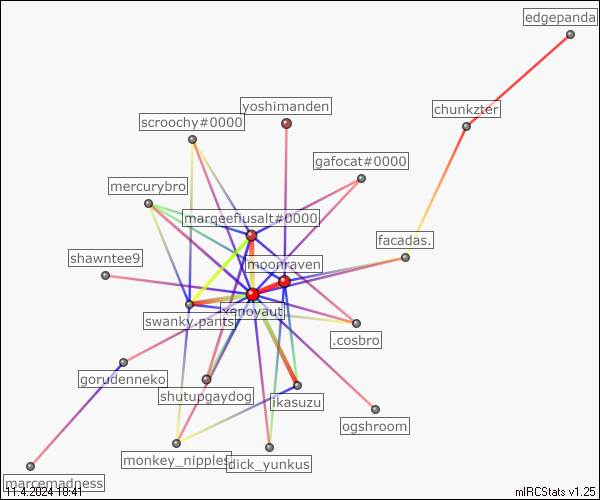 edgepanda
yoshimanden
chunkzter
scroochy#0000
gafocat#0000
mercurybro
marqeefiusalt#0000
facadas.
shawntee9
moonraven
xenoyaut
swanky.pants
.cosbro
gorudenneko
shutupgaydog
ikasuzu
ogshroom
monkey_nipples
dick_yunkus
marcemadness
11.4.2024 18:41
mIRCStats v1.25